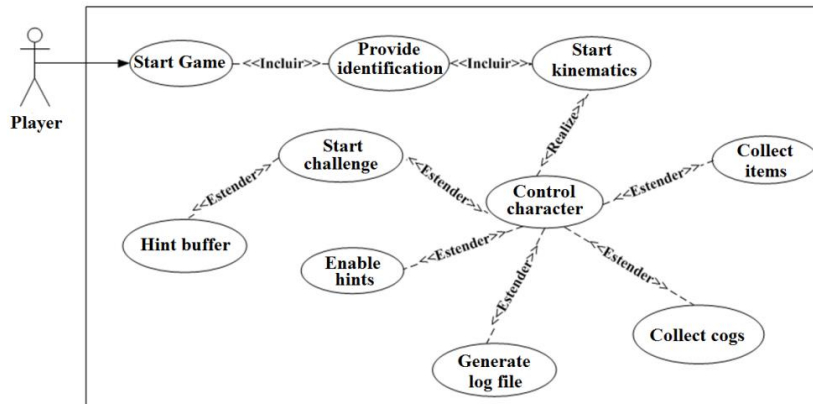 Player
Start Game
<<Incluir>>
Provide
identification
<<Incluir>>
Start
kinematics
<<Realize>>
Start
challenge
<<Estender>>
Hint buffer
<<Estender>>
Control
character
<<Estender>>
Collect
items
Enable
hints
<<Estender>>
<<Estender>>
Generate
log file
<<Estender>>
Collect cogs